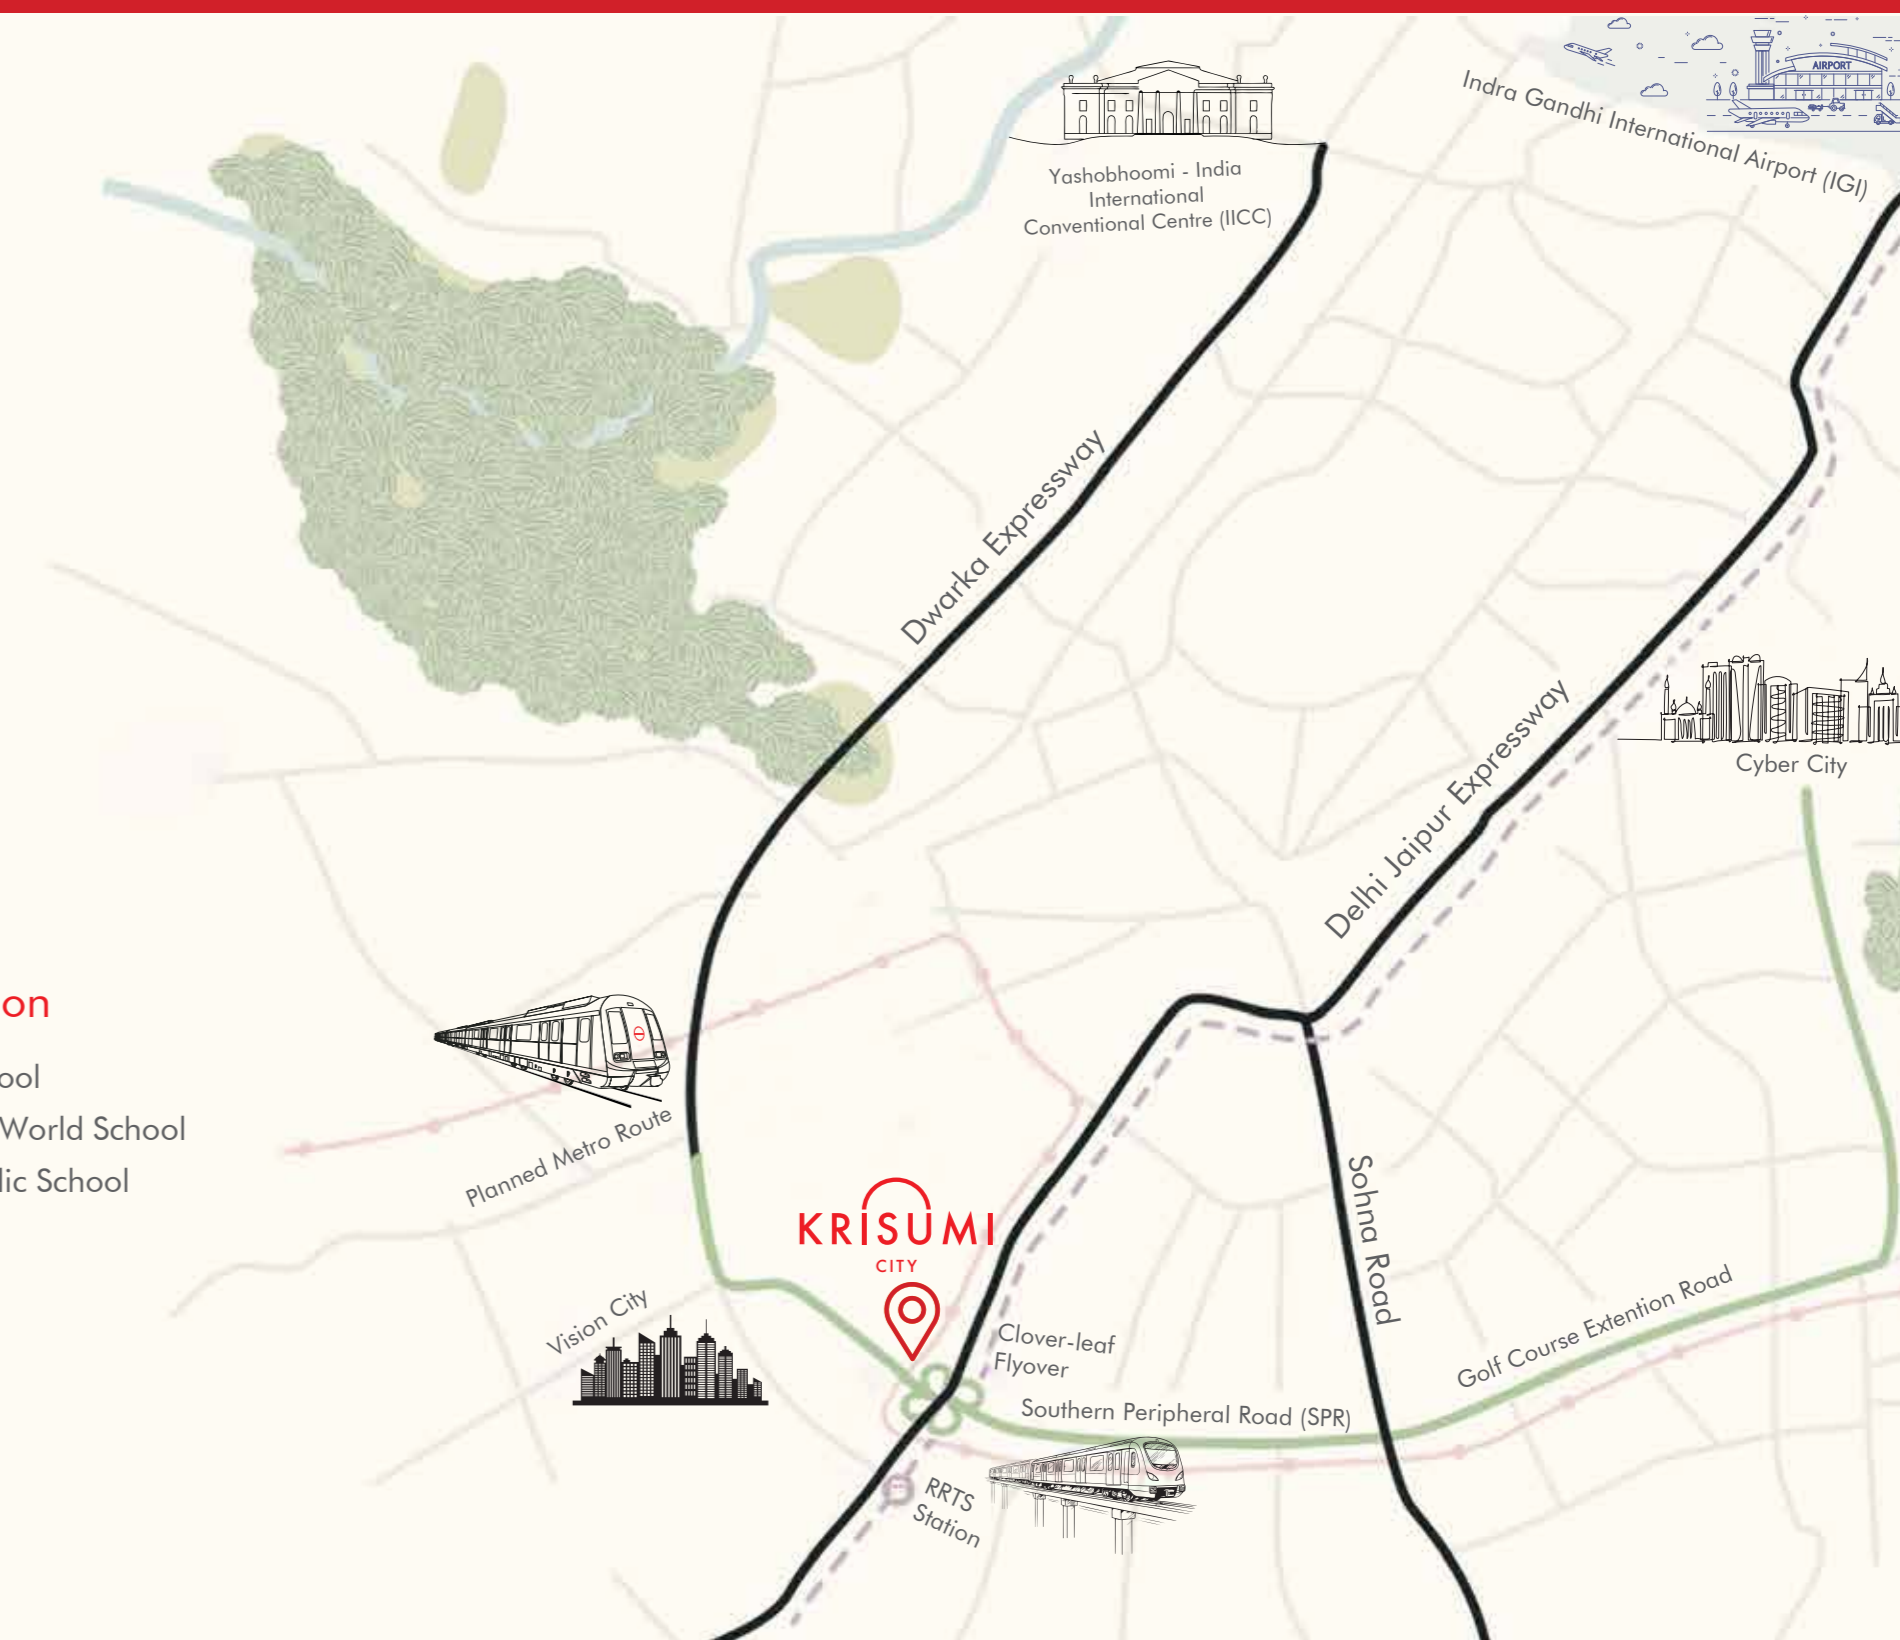 AIRPORT
Indra Gandhi International Airport (IGI)
Yashobhoomi - India
International
Conventional Centre (IICC)
Dwarka Expressway
Delhi Jaipur Expressway
Cyber City
on
ool
World School
lic School
Planned Metro Route
KRISUMI
CITY
Sohna Road
Vision City
Clover-leaf
Flyover
Golf Course Extention Road
Southern Peripheral Road (SPR)
RRTS
Station